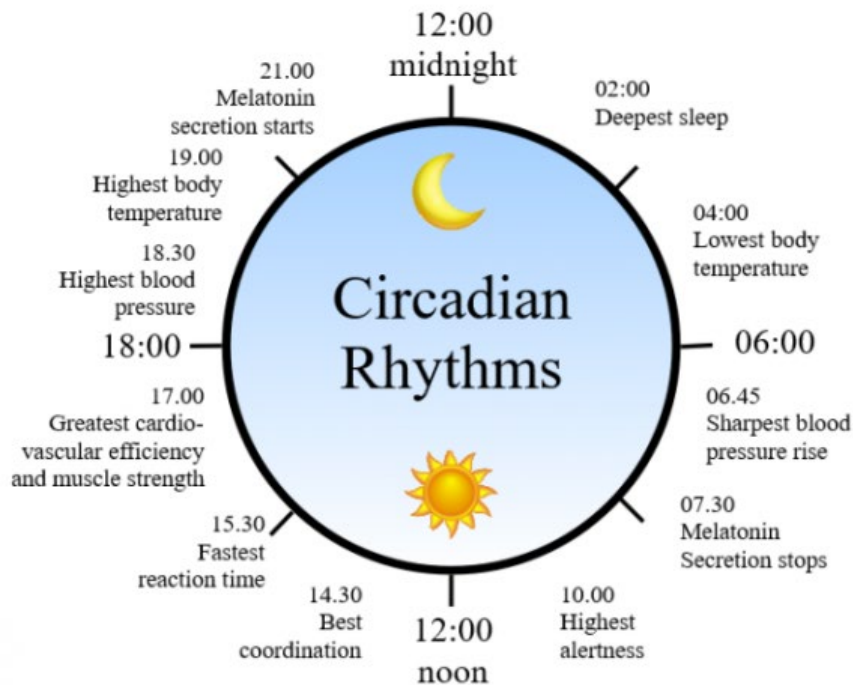 12:00
midnight
02:00
Deepest sleep
04:00
Lowest body
temperature
06:00
06.45
Sharpest blood
pressure rise
07.30
Melatonin
Secretion stops
10.00
Highest
alertness
12:00
noon
14.30
Best
coordination
15.30
Fastest
reaction time
17.00
Greatest cardio-
vascular efficiency
and muscle strength
18:00
18.30
Highest blood
pressure
19.00
Highest body
temperature
21.00
Melatonin
secretion starts
Circadian
Rhythms